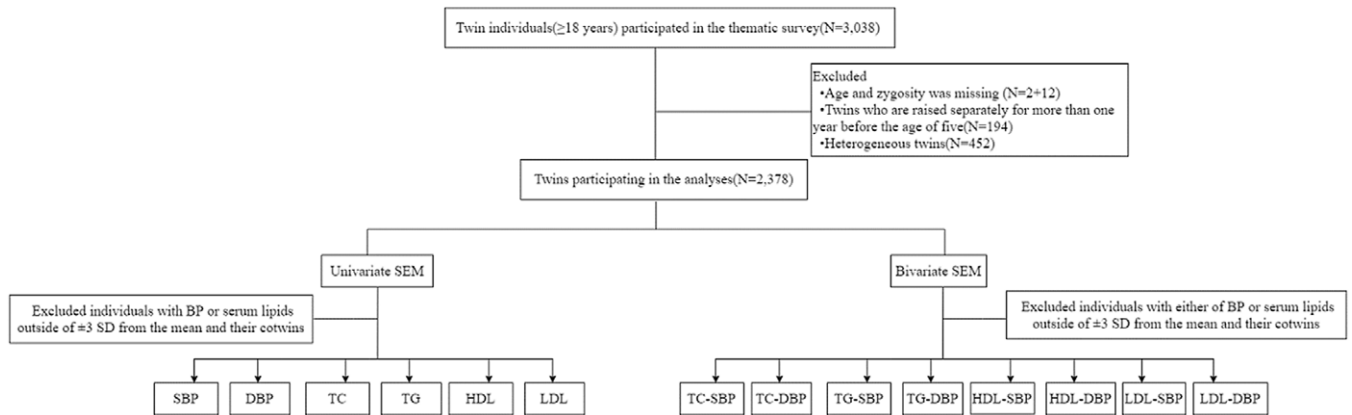 Twin individuals(≥18 years) participated in the thematic survey(N=3,038)
Excluded
•Age and zygosity was missing (N=2+12)
•Twins who are raised separately for more than one
year before the age of five(N=194)
•Heterogeneous twins(N=452)
Twins participating in the analyses(N=2,378)
Univariate SEM
Bivariate SEM
Excluded individuals with BP or serum lipids
outside of ±3 SD from the mean and their cotwins
Excluded individuals with either of BP or serum lipids
outside of ±3 SD from the mean and their cotwins
SBP
DBP
TC
TG
HDL
LDL
TC-SBP
TC-DBP
TG-SBP
TG-DBP
HDL-SBP
HDL-DBP
LDL-SBP
LDL-DBP